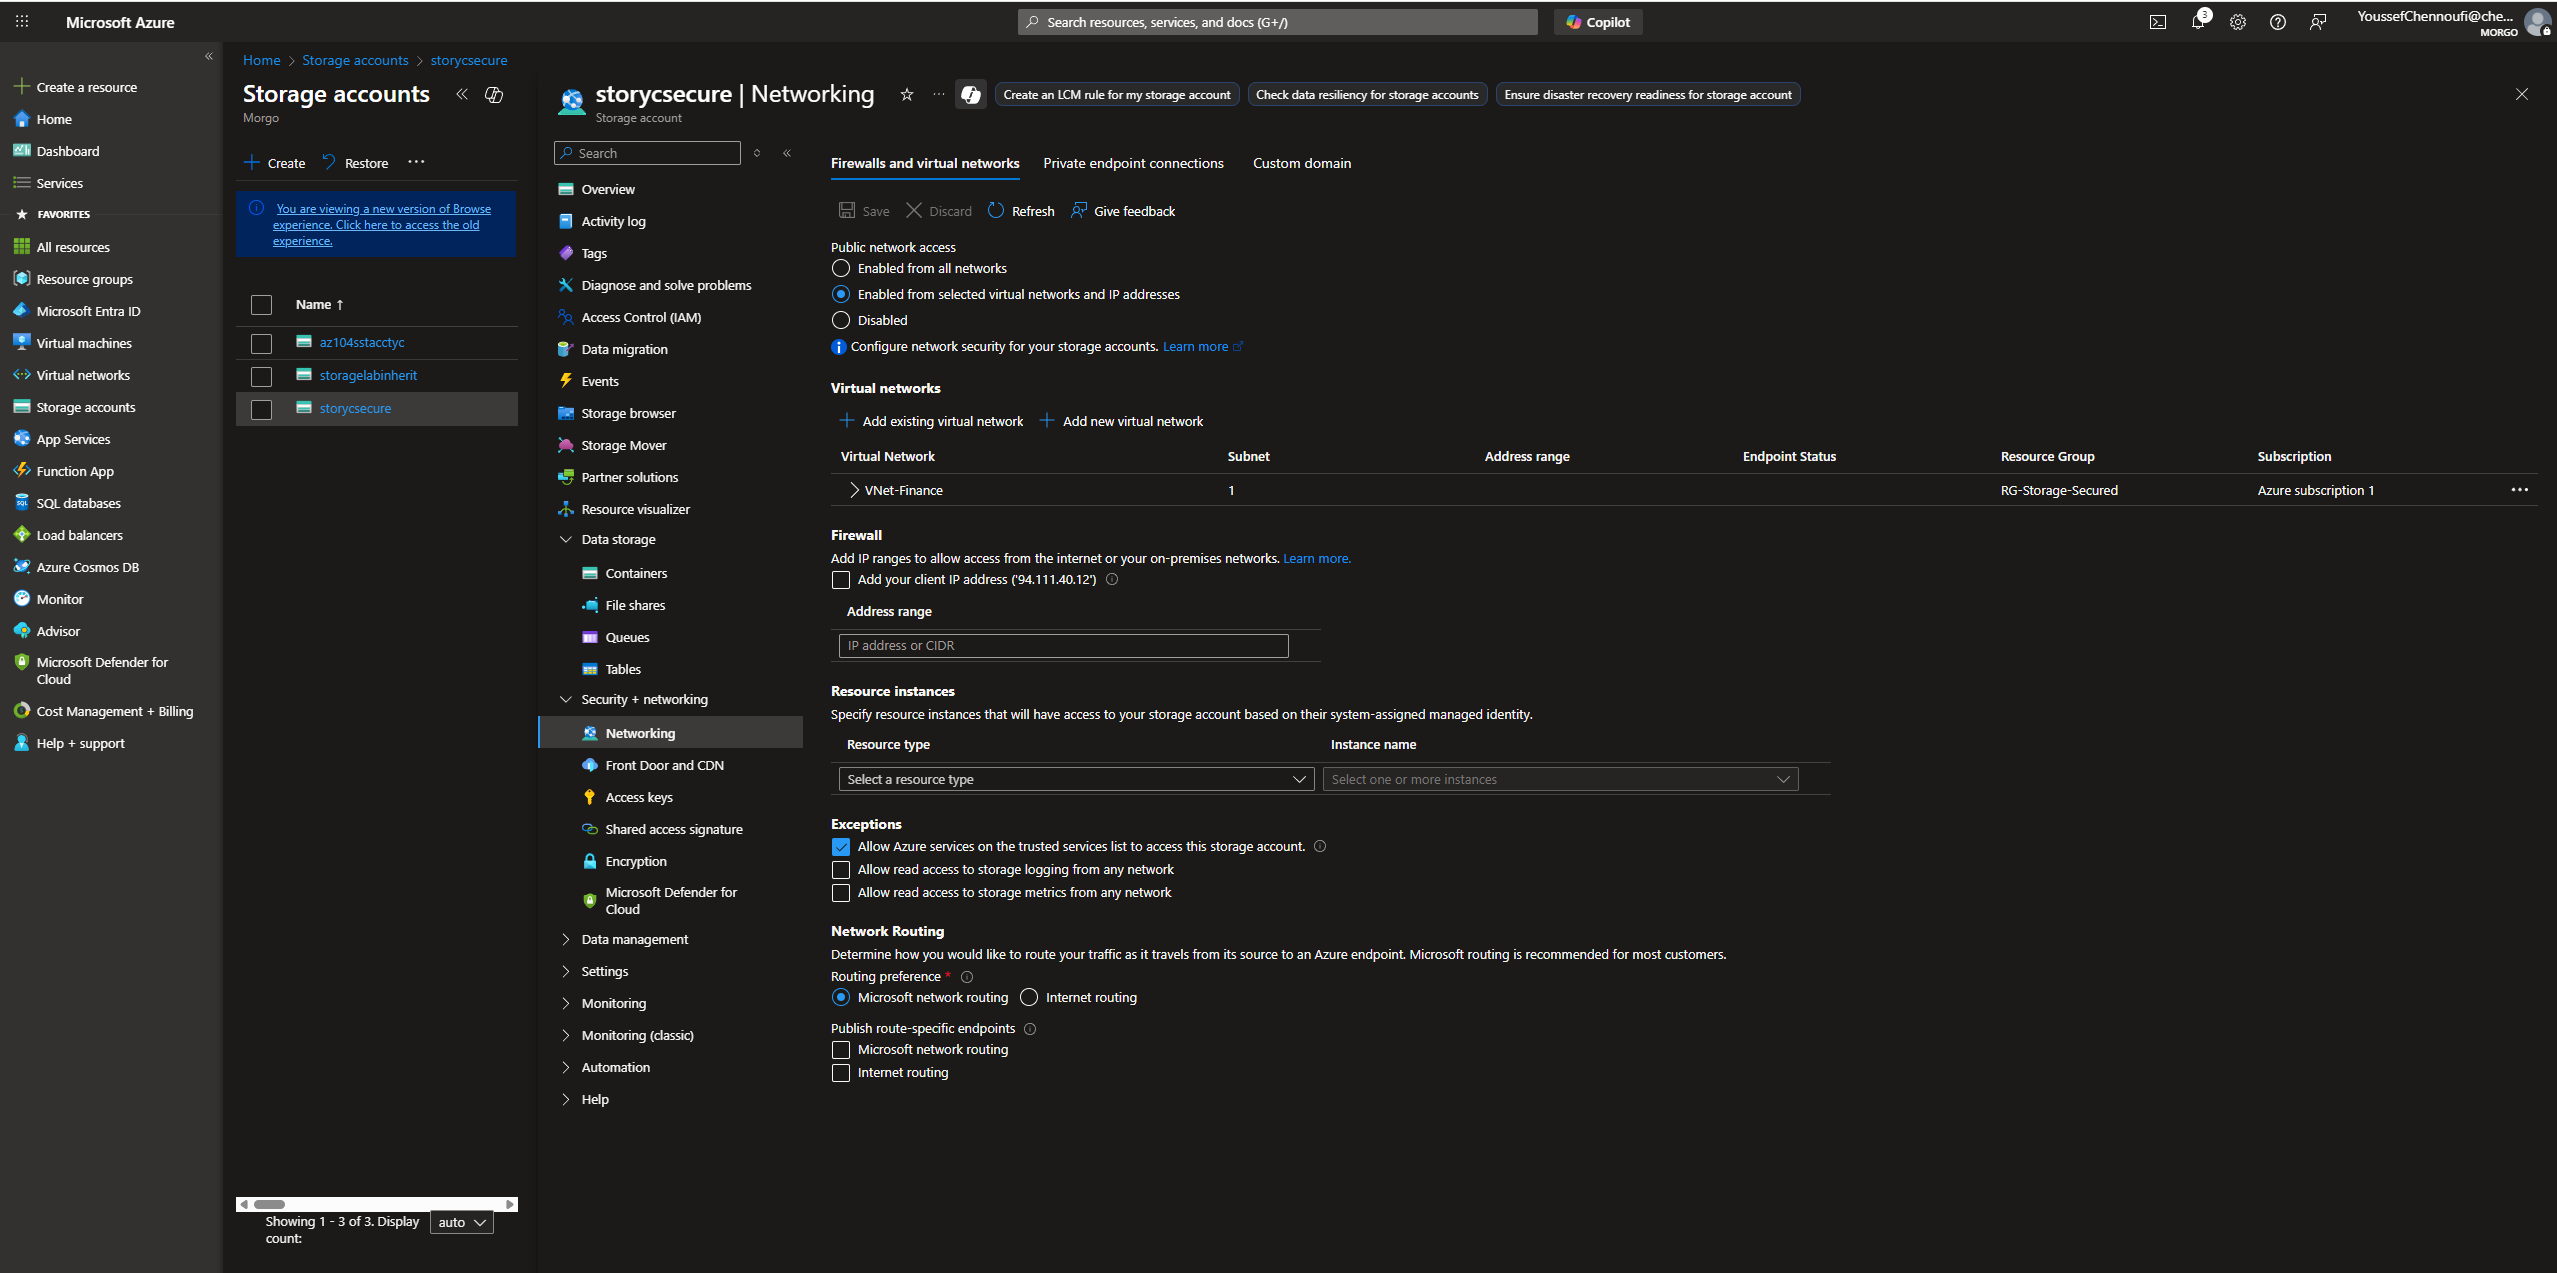 Microsoft Azure
Search resources, services, and docs (G+/)
Copilot
3
YoussefChennoufi@che...
MORGO
Create a resource
Home
Dashboard
Services
FAVORITES
All resources
Resource groups
Microsoft Entra ID
Virtual machines
Virtual networks
Storage accounts
App Services
Function App
SQL databases
Load balancers
Azure Cosmos DB
Monitor
Advisor
Microsoft Defender for
Cloud
Cost Management + Billing
Help + support
Home > Storage accounts > storycsecure
Storage accounts
Morgo
Create
Restore
You are viewing a new version of Browse
experience. Click here to access the old
experience.
Name ↑
az104sstacctyc
storagelabinherit
storycsecure
Showing 1 - 3 of 3. Display
count:
auto
storycsecure | Networking
Storage account
Create an LCM rule for my storage account
Check data resiliency for storage accounts
Ensure disaster recovery readiness for storage account
Search
Overview
Activity log
Tags
Diagnose and solve problems
Access Control (IAM)
Data migration
Events
Storage browser
Storage Mover
Partner solutions
Resource visualizer
Data storage
Containers
File shares
Queues
Tables
Security + networking
Networking
Front Door and CDN
Access keys
Shared access signature
Encryption
Microsoft Defender for
Cloud
Data management
Settings
Monitoring
Monitoring (classic)
Automation
Help
Firewalls and virtual networks
Private endpoint connections
Custom domain
Save
Discard
Refresh
Give feedback
Public network access
Enabled from all networks
Enabled from selected virtual networks and IP addresses
Disabled
Configure network security for your storage accounts. Learn more
Virtual networks
Add existing virtual network
Add new virtual network
Virtual Network Subnet Address range Endpoint Status Resource Group Subscription
VNet-Finance 1 RG-Storage-Secured Azure subscription 1
Firewall
Add IP ranges to allow access from the internet or your on-premises networks. Learn more.
Add your client IP address ('94.111.40.12')
Address range
IP address or CIDR
Resource instances
Specify resource instances that will have access to your storage account based on their system-assigned managed identity.
Resource type Instance name
Select a resource type Select one or more instances
Exceptions
Allow Azure services on the trusted services list to access this storage account.
Allow read access to storage logging from any network
Allow read access to storage metrics from any network
Network Routing
Determine how you would like to route your traffic as it travels from its source to an Azure endpoint. Microsoft routing is recommended for most customers.
Routing preference *
Microsoft network routing Internet routing
Publish route-specific endpoints
Microsoft network routing
Internet routing